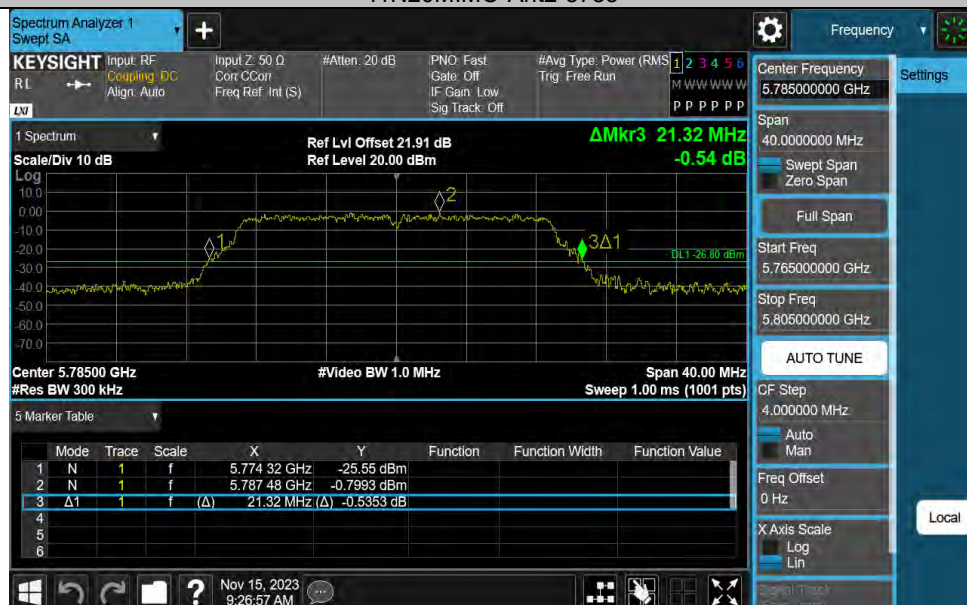 11N20MIMO-Ant2-5785
Spectrum Analyzer 1
Swept SA
Frequency
KEYSIGHT
RL
LXI
Input: RF
Coupling: DC
Align: Auto
Input Z: 50 Ω
Corr CCorr
Freq Ref: Int (S)
#Atten: 20 dB
PNO: Fast
Gate: Off
IF Gain: Low
Sig Track: Off
#Avg Type: Power (RMS
Trig: Free Run
1 2 3 4 5 6
M W W W W W
P P P P P P
1 Spectrum
Scale/Div 10 dB
Ref Lvl Offset 21.91 dB
Ref Level 20.00 dBm
ΔMkr3 21.32 MHz
-0.54 dB
Log
10.0
0.00
-10.0
-20.0
-30.0
-40.0
-50.0
-60.0
-70.0
1
2
3Δ1
DL1 -26.80 dBm
Center 5.78500 GHz
#Res BW 300 kHz
#Video BW 1.0 MHz
Span 40.00 MHz
Sweep 1.00 ms (1001 pts)
5 Marker Table
Mode Trace Scale X Y Function Function Width Function Value
1 N 1 f 5.774 32 GHz -25.55 dBm
2 N 1 f 5.787 48 GHz -0.7993 dBm
3 Δ1 1 f (Δ) 21.32 MHz (Δ) -0.5353 dB
4
5
6
Nov 15, 2023
9:26:57 AM
Center Frequency
5.785000000 GHz
Span
40.0000000 MHz
Swept Span
Zero Span
Full Span
Start Freq
5.765000000 GHz
Stop Freq
5.805000000 GHz
AUTO TUNE
CF Step
4.000000 MHz
Auto
Man
Freq Offset
0 Hz
X Axis Scale
Log
Lin
Signal Track
Settings
Local